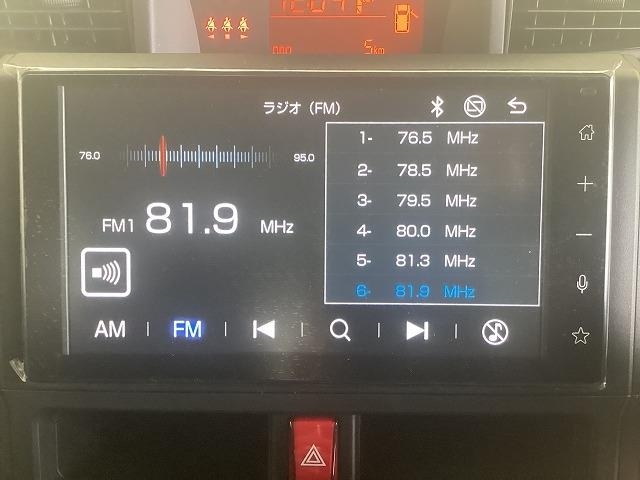 5km
ラジオ（FM）
76.0
95.0
FM1 81.9 MHz
1- 76.5 MHz
2- 78.5 MHz
3- 79.5 MHz
4- 80.0 MHz
5- 81.3 MHz
6- 81.9 MHz
AM
FM